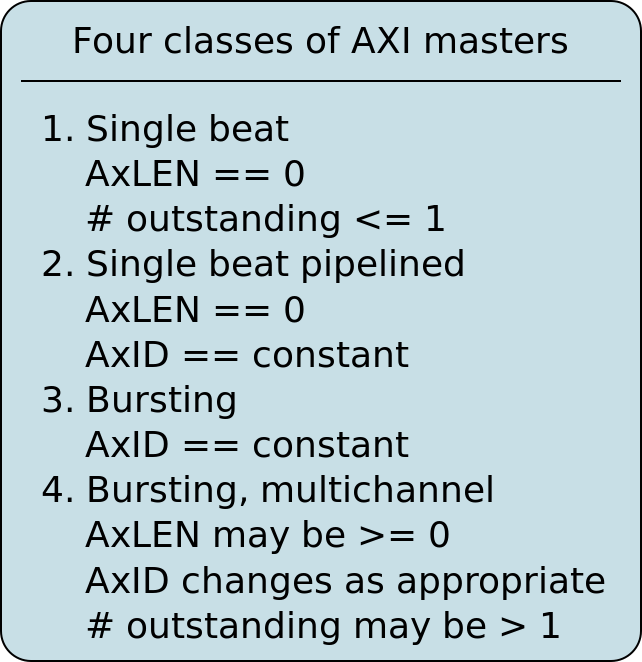 Four classes of AXI masters
1. Single beat
AxLEN == 0
# outstanding <= 1
2. Single beat pipelined
AxLEN == 0
AxID == constant
3. Bursting
AxID == constant
4. Bursting, multichannel
AxLEN may be >= 0
AxID changes as appropriate
# outstanding may be > 1